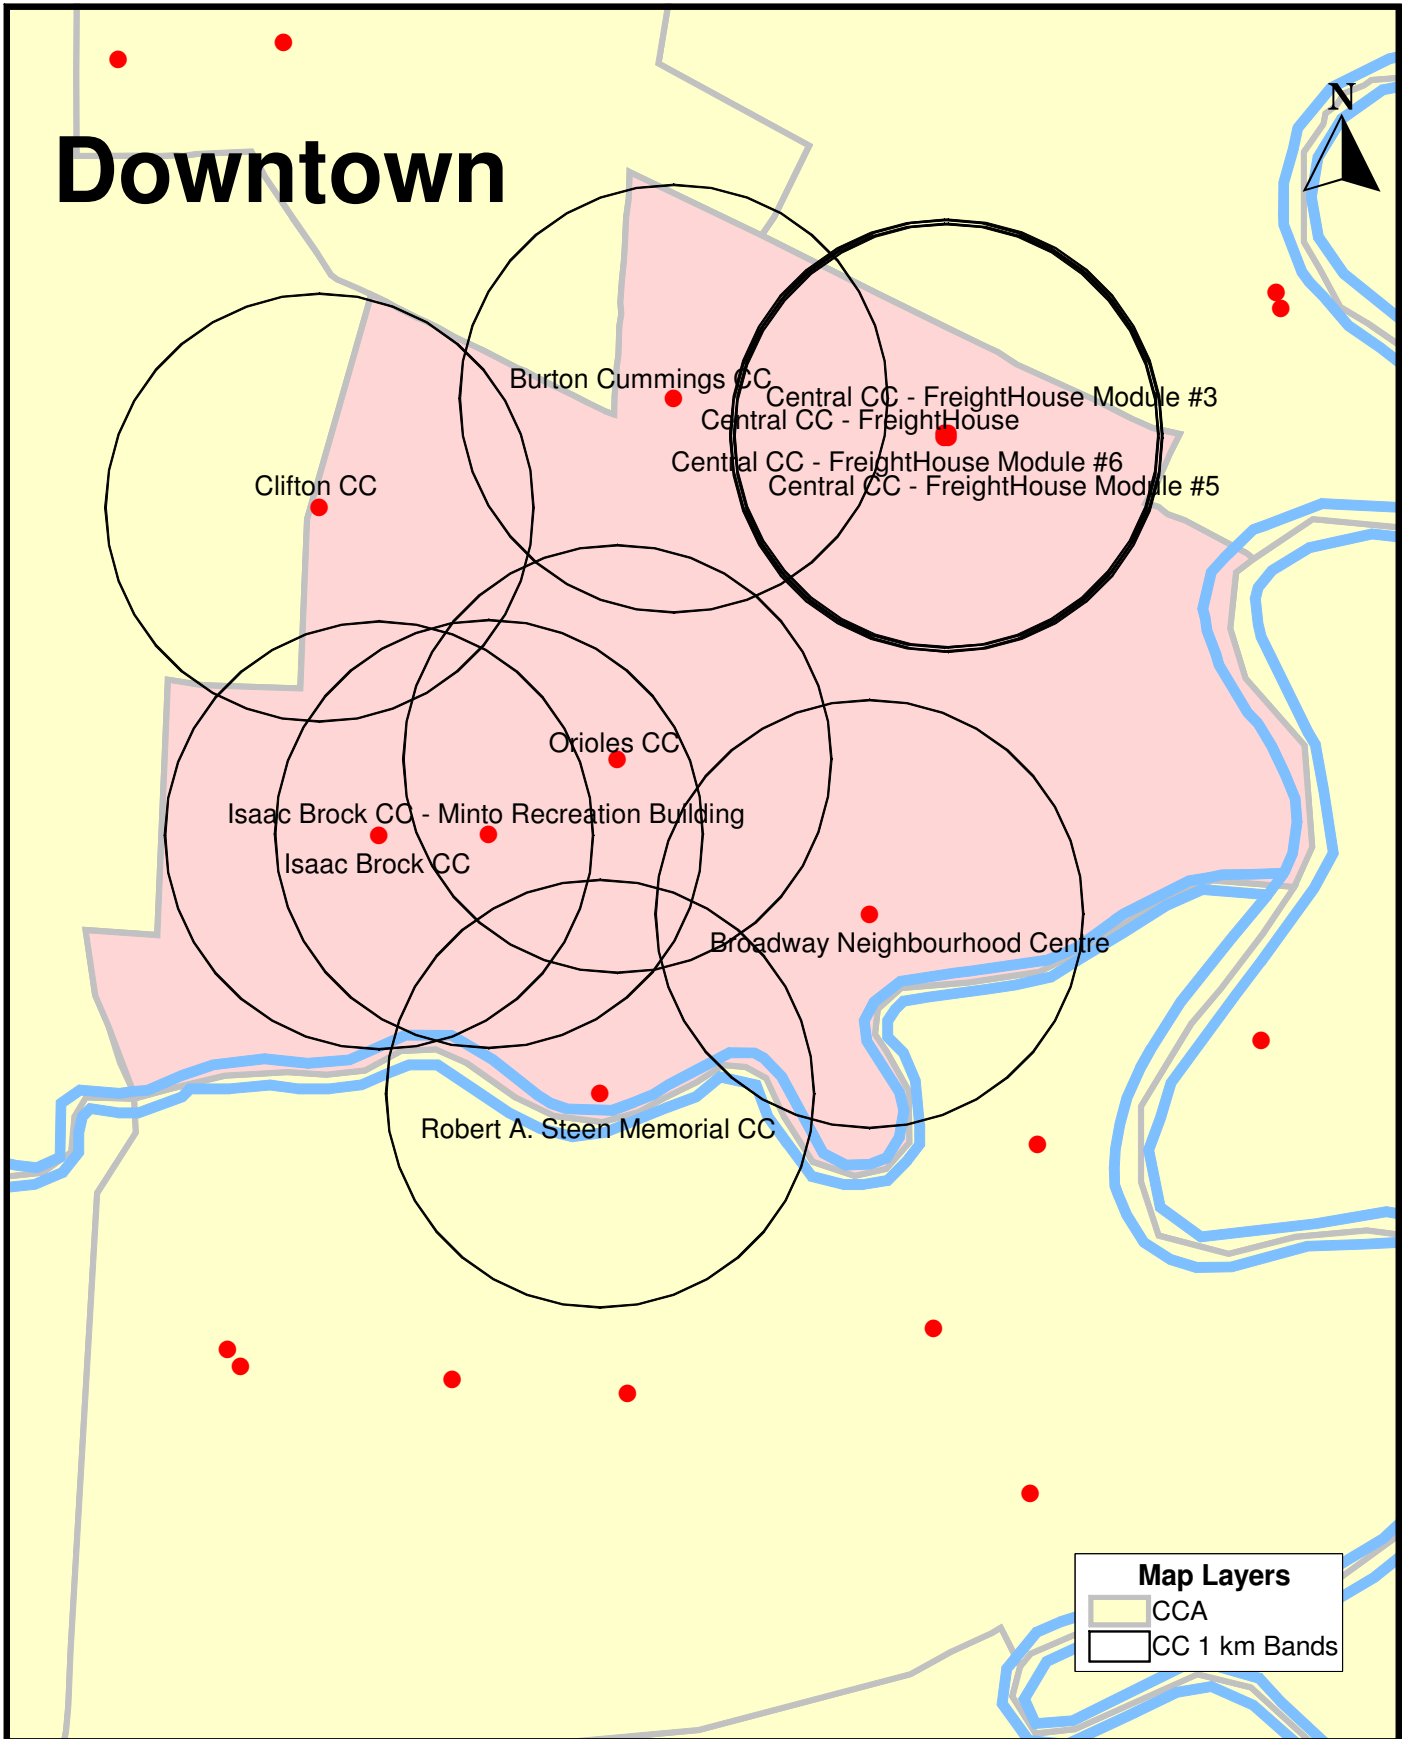 N
Downtown
Burton Cummings CC
Central CC - FreightHouse Module #3
Central CC - FreightHouse
Central CC - FreightHouse Module #6
Clifton CC
Central CC - FreightHouse Module #5
Orioles CC
Isaac Brock CC - Minto Recreation Building
Isaac Brock CC
Broadway Neighbourhood Centre
Robert A. Steen Memorial CC
Map Layers
CCA
CC 1 km Bands